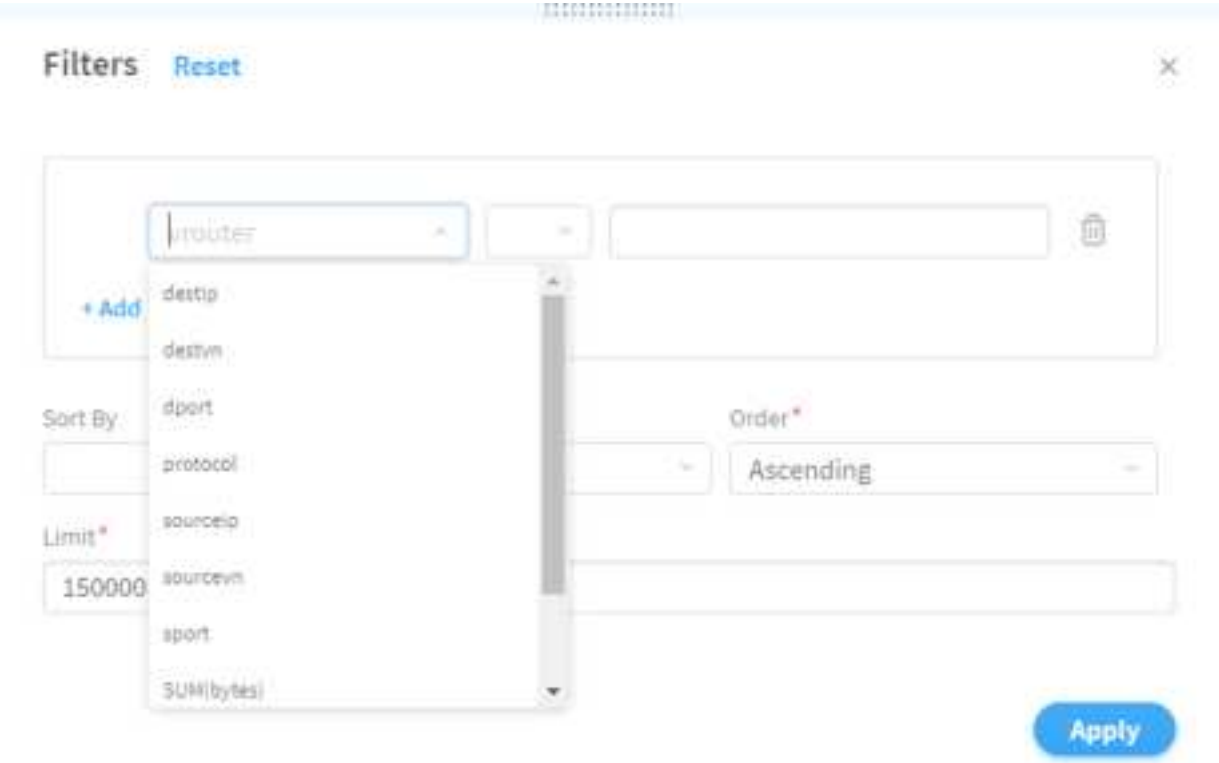 Filters Reset
vrouter
destip
+ Add
destvn
dport
Sort By
Order*
protocol
Ascending
sourceip
Limit*
150000
sourcevn
sport
SUM(bytes)
Apply